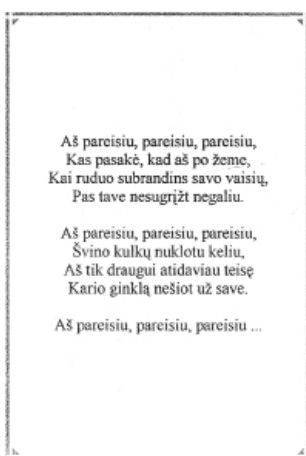 Aš pareisiu, pareisiu, pareisiu,
Kas pasakė, kad aš po žeme,
Kai ruduo subrandins savo vaisių,
Pas tave nesugrįžt negaliu.
Aš pareisiu, pareisiu, pareisiu,
Švino kulkų nuklotu keliu,
Aš tik draugui atidaviau teisę
Kario ginklą nešiot už save.
Aš pareisiu, pareisiu, pareisiu ...